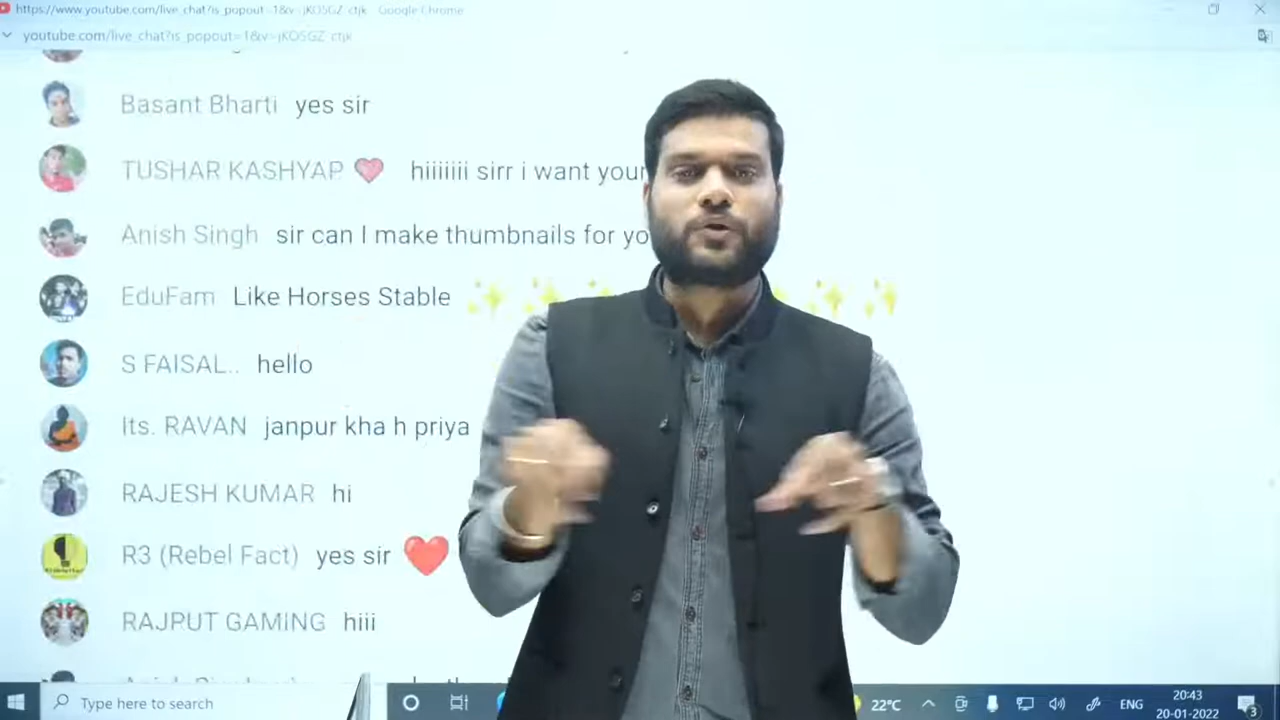 https://www.youtube.com/live_chat?is_popout=1&v=jKO5GZ_ctjk - Google Chrome
youtube.com/live_chat?is_popout=1&v=jKO5GZ_ctjk
Basant Bharti yes sir
TUSHAR KASHYAP ❤ hiiiiiii sirr i want your
Anish Singh sir can I make thumbnails for yo
EduFam Like Horses Stable ✨✨✨✨✨
S FAISAL.. hello
Its. RAVAN janpur kha h priya
RAJESH KUMAR hi
R3 (Rebel Fact) yes sir ❤
RAJPUT GAMING hiii
Type here to search
22°C
ENG
20:43
20-01-2022
3